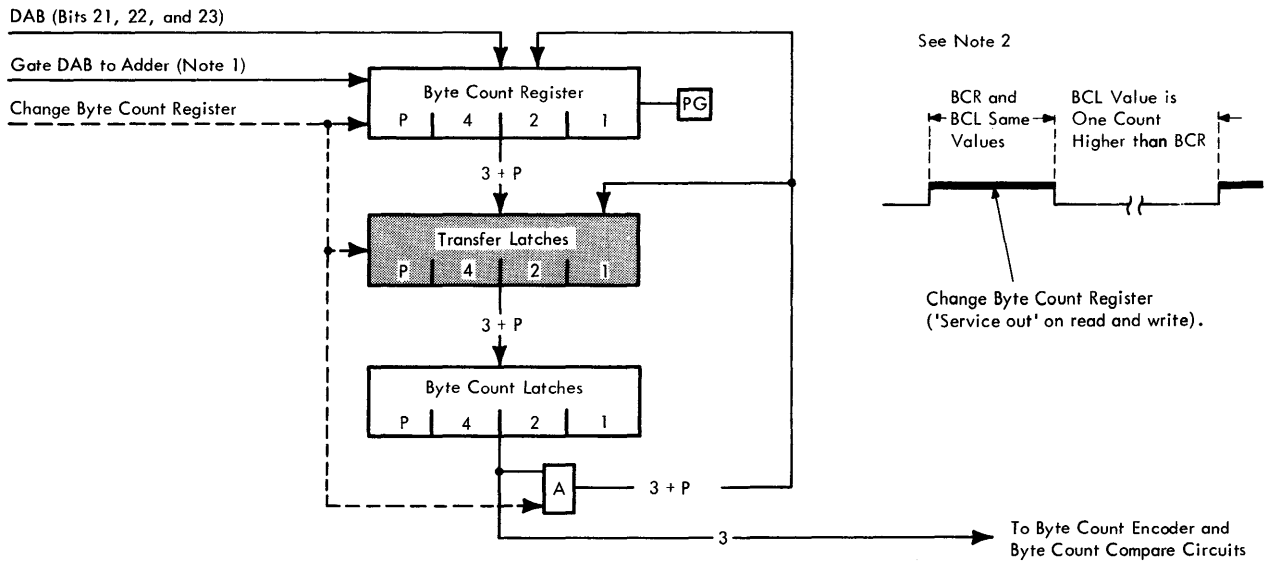 DAB (Bits 21, 22, and 23)
Gate DAB to Adder (Note 1)
Change Byte Count Register
Byte Count Register
P 4 2 1
PG
3 + P
Transfer Latches
P 4 2 1
3 + P
Byte Count Latches
P 4 2 1
A
3 + P
3
To Byte Count Encoder and
Byte Count Compare Circuits
See Note 2
BCR and
BCL Same
Values
BCL Value is
One Count
Higher than BCR
Change Byte Count Register
('Service out' on read and write).